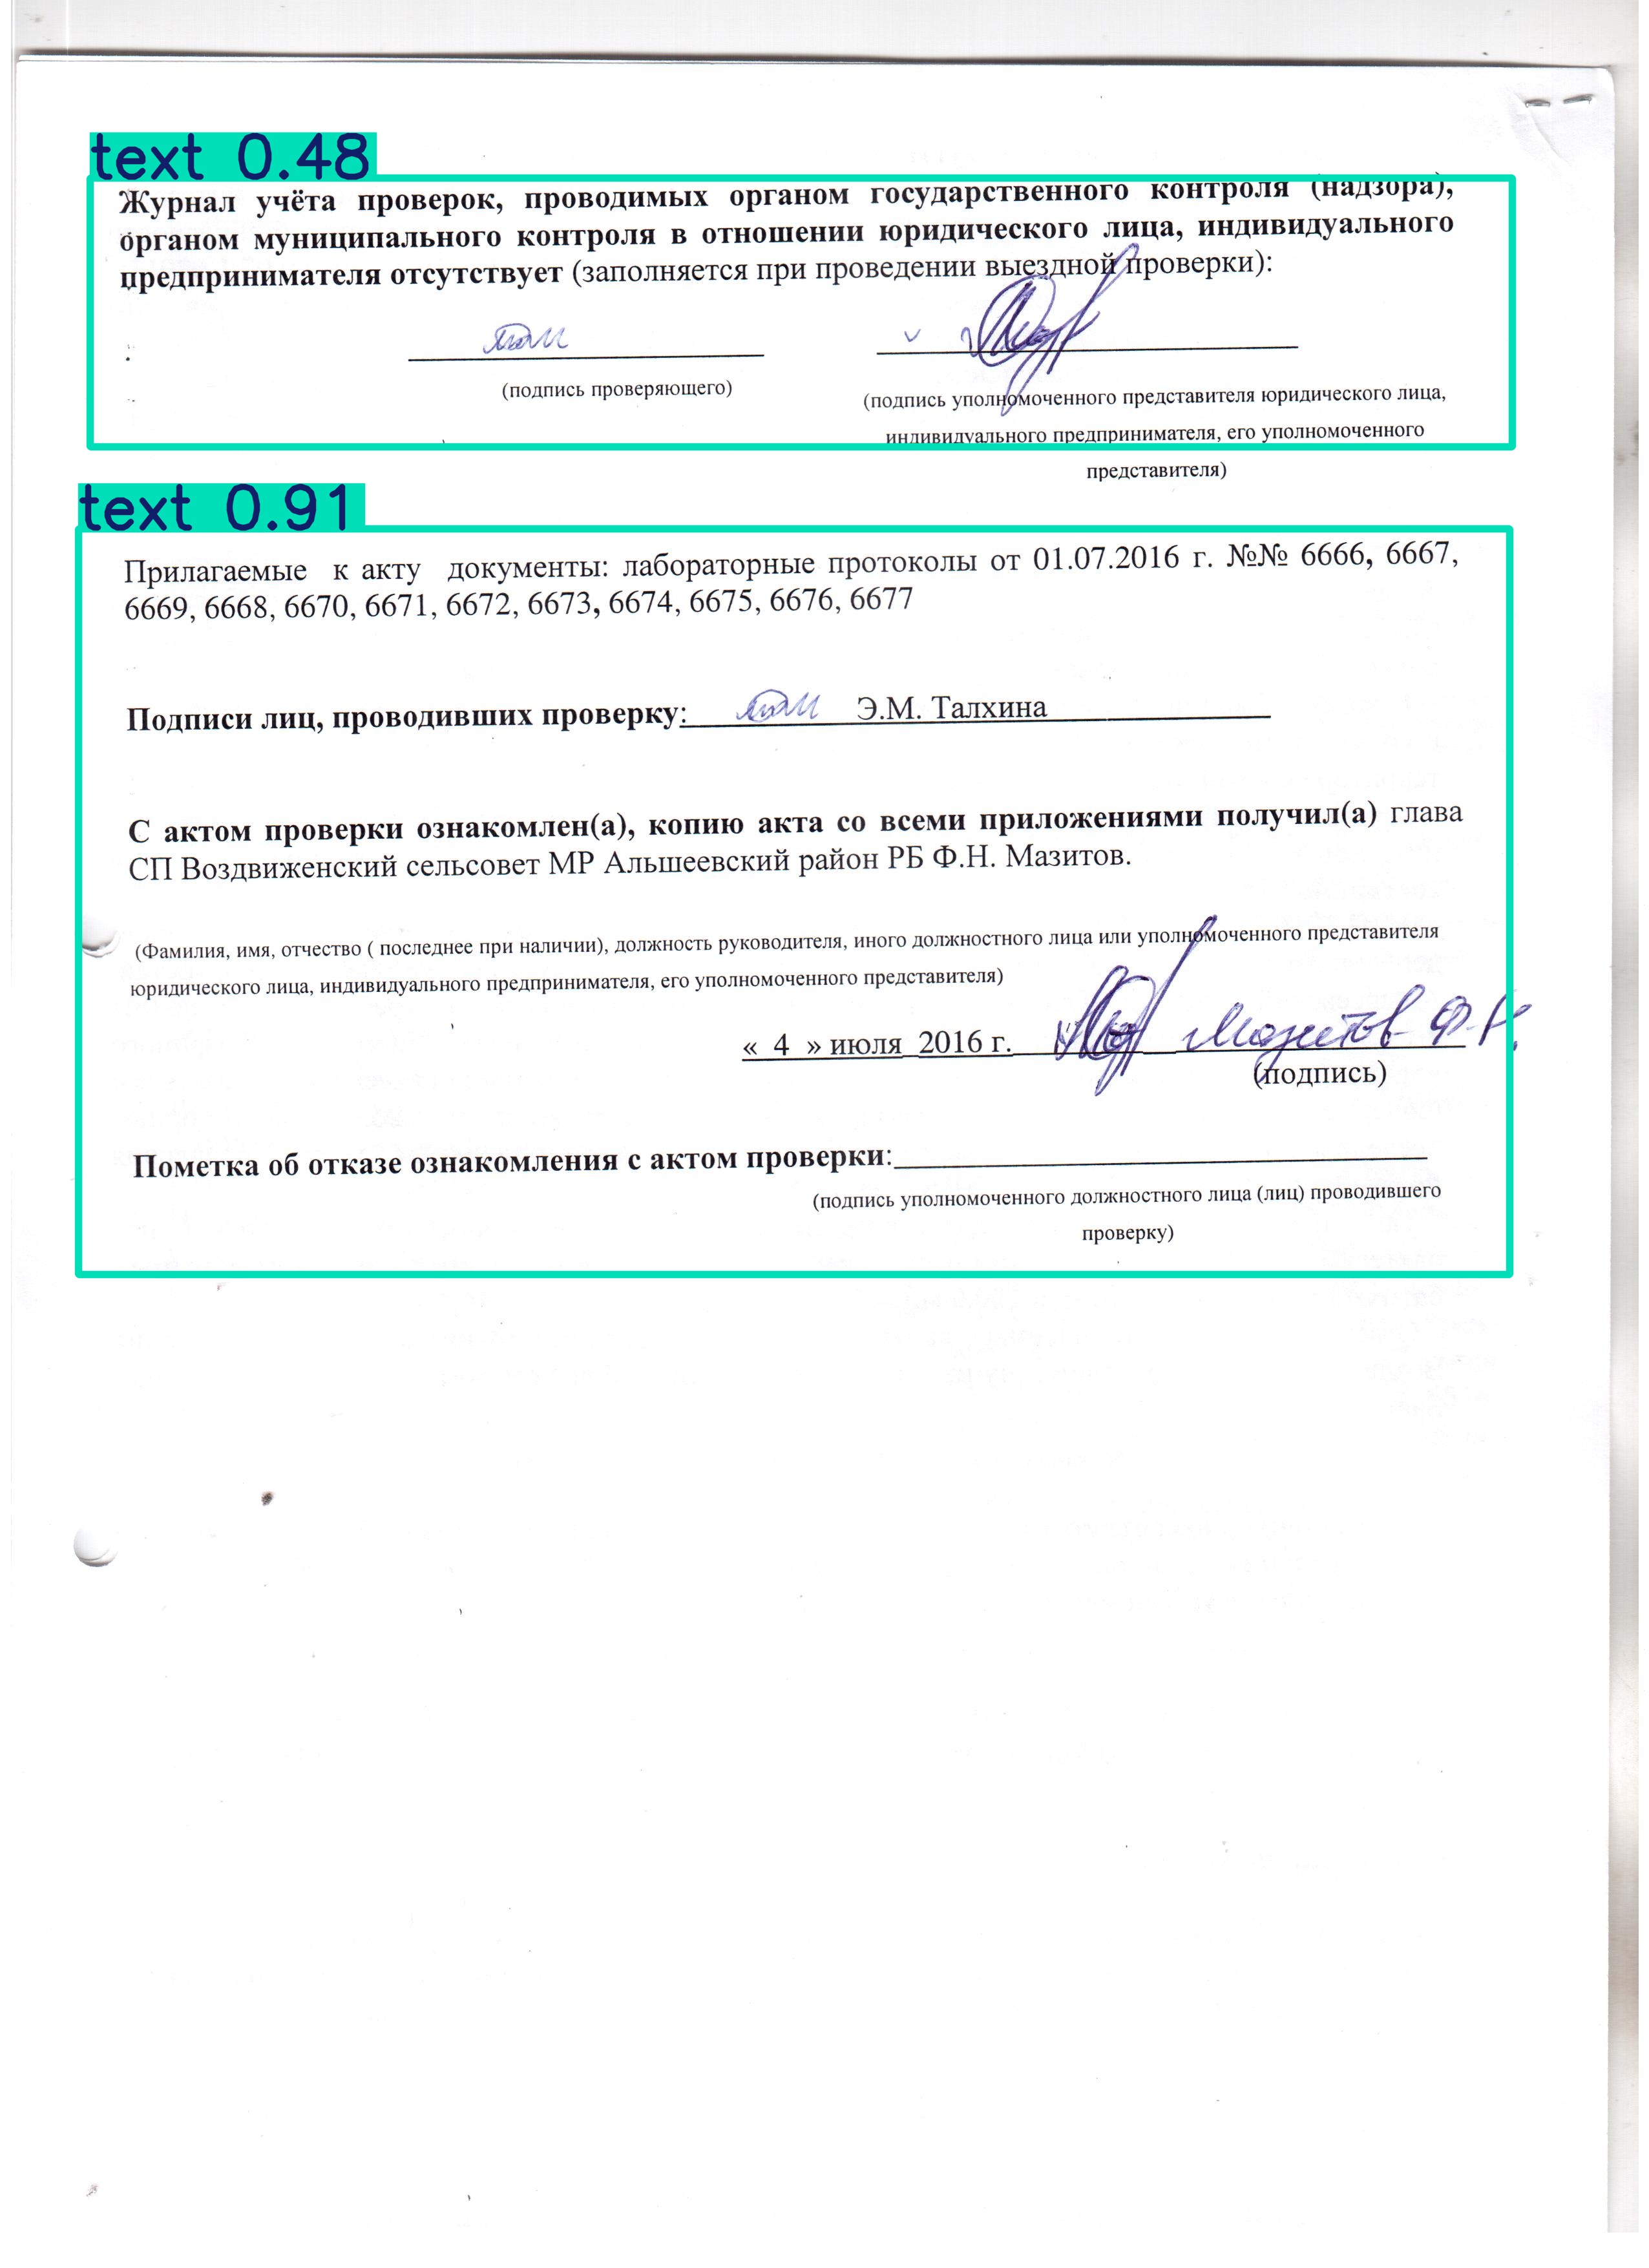 text 0.48
Журнал учёта проверок, проводимых органом государственного контроля (надзора),
органом муниципального контроля в отношении юридического лица, индивидуального
предпринимателя отсутствует (заполняется при проведении выездной проверки):
(подпись проверяющего)
(подпись уполномоченного представителя юридического лица,
индивидуального предпринимателя, его уполномоченного
представителя)
text 0.91
Прилагаемые к акту документы: лабораторные протоколы от 01.07.2016 г. №№ 6666, 6667,
6669, 6668, 6670, 6671, 6672, 6673, 6674, 6675, 6676, 6677
Подписи лиц, проводивших проверку: Э.М. Талхина
С актом проверки ознакомлен(а), копию акта со всеми приложениями получил(а) глава
СП Воздвиженский сельсовет МР Альшеевский район РБ Ф.Н. Мазитов.
(Фамилия, имя, отчество ( последнее при наличии), должность руководителя, иного должностного лица или уполномоченного представителя
юридического лица, индивидуального предпринимателя, его уполномоченного представителя)
« 4 » июля 2016 г. Мазитов Ф.Н.
(подпись)
Пометка об отказе ознакомления с актом проверки:
(подпись уполномоченного должностного лица (лиц) проводившего
проверку)